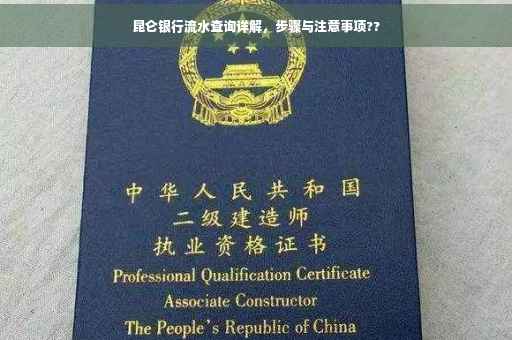 昆仑银行流水查询详解，步骤与注意事项??
中华人民共和国
二级建造师
执业资格证书
Professional Qualification Certificate
Associate Constructor
The People's Republic of China